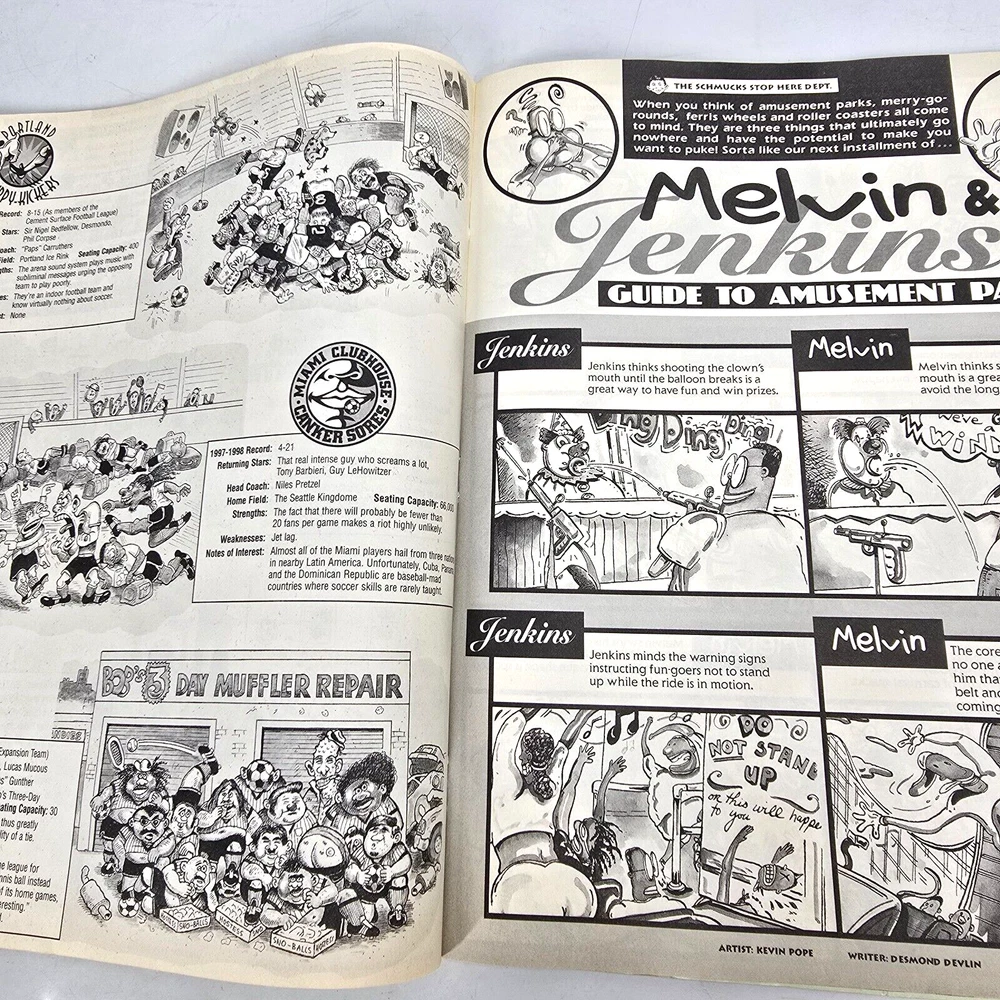 PORTLAND
PPY-KICKERS
Record: 8-15 (As members of the
Cement Surface Football League)
Stars: Sir Nigel Bedfellow, Desmondo,
Phil Corpse
oach: "Paps" Carruthers
Field: Portland Ice Rink Seating Capacity: 400
gths: The arena sound system plays music with
subliminal messages urging the opposing
team to play poorly.
es: They're an indoor football team and
know virtually nothing about soccer.
st: None
MIAMI CLUBHOUSE
CANKER SORES
1997-1998 Record: 4-21
Returning Stars: That real intense guy who screams a lot,
Tony Barbieri, Guy LeHowitzer
Head Coach: Niles Pretzel
Home Field: The Seattle Kingdome Seating Capacity: 66,000
Strengths: The fact that there will probably be fewer than
20 fans per game makes a riot highly unlikely.
Weaknesses: Jet lag.
Notes of Interest: Almost all of the Miami players hail from three nations
in nearby Latin America. Unfortunately, Cuba, Panama
and the Dominican Republic are baseball-mad
countries where soccer skills are rarely taught.
BOB'S 3 DAY MUFFLER REPAIR
NDIES
Expansion Team)
, Lucas Mucous
s" Gunther
's Three-Day
eating Capacity: 30
thus greatly
lity of a tie.
e league for
nnis ball instead
f its home games,
eresting."
SNO-BALLS
SNO-BALLS
THE SCHMUCKS STOP HERE DEPT.
When you think of amusement parks, merry-go-
rounds, ferris wheels and roller coasters all come
to mind. They are three things that ultimately go
nowhere and have the potential to make you
want to puke! Sorta like our next installment of...
Melvin &
Jenkins
GUIDE TO AMUSEMENT PA
Jenkins
Jenkins thinks shooting the clown's
mouth until the balloon breaks is a
great way to have fun and win prizes.
Ding Ding Ding
Melvin
Melvin thinks s
mouth is a grea
avoid the long
WE'VE GOT A
WINN
Jenkins
Jenkins minds the warning signs
instructing fun-goers not to stand
up while the ride is in motion.
DO
NOT STAND
UP
or this will happe
to you
Melvin
The core
no one a
him tha
belt and
coming
ARTIST: KEVIN POPE
WRITER: DESMOND DEVLIN